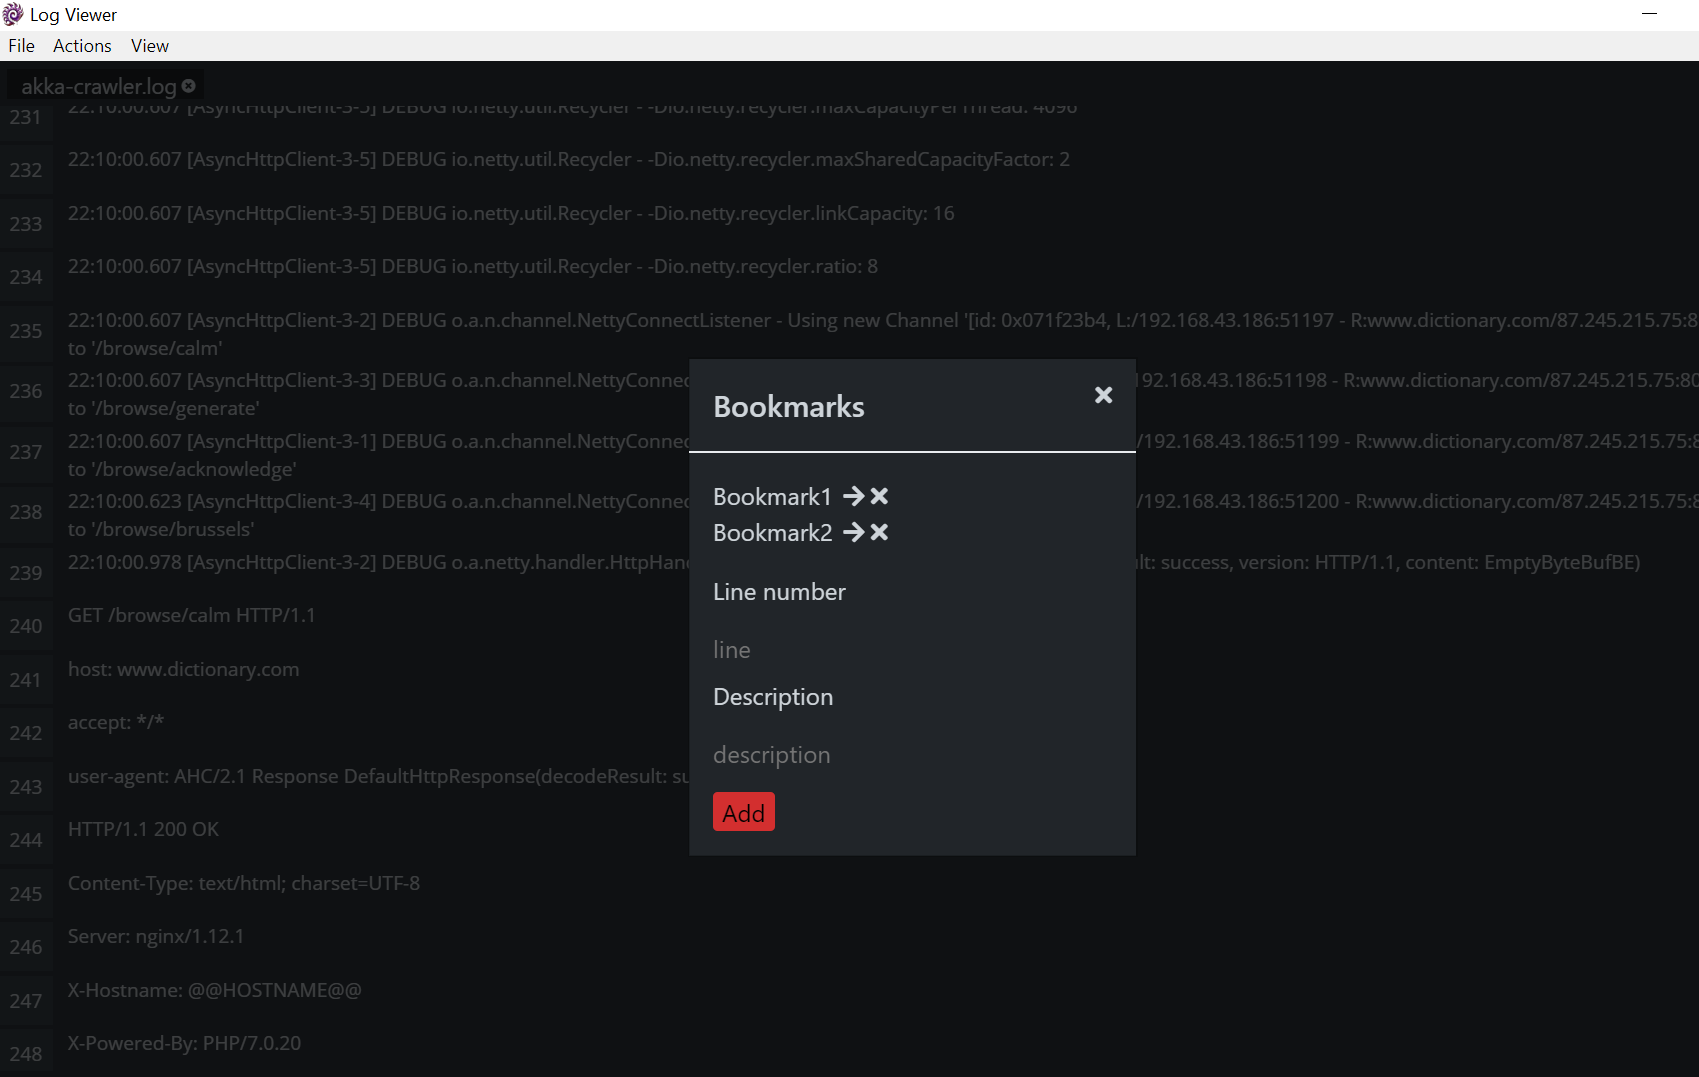 Log Viewer
File Actions View
akka-crawler.log
231 22:10:00.607 [AsyncHttpClient-3-5] DEBUG io.netty.util.Recycler - -Dio.netty.recycler.maxCapacityPerThread: 4096
232 22:10:00.607 [AsyncHttpClient-3-5] DEBUG io.netty.util.Recycler - -Dio.netty.recycler.maxSharedCapacityFactor: 2
233 22:10:00.607 [AsyncHttpClient-3-5] DEBUG io.netty.util.Recycler - -Dio.netty.recycler.linkCapacity: 16
234 22:10:00.607 [AsyncHttpClient-3-5] DEBUG io.netty.util.Recycler - -Dio.netty.recycler.ratio: 8
235 22:10:00.607 [AsyncHttpClient-3-2] DEBUG o.a.n.channel.NettyConnectListener - Using new Channel '[id: 0x071f23b4, L:/192.168.43.186:51197 - R:www.dictionary.com/87.245.215.75:8
to '/browse/calm'
236 22:10:00.607 [AsyncHttpClient-3-3] DEBUG o.a.n.channel.NettyConnec 192.168.43.186:51198 - R:www.dictionary.com/87.245.215.75:80
to '/browse/generate'
237 22:10:00.607 [AsyncHttpClient-3-1] DEBUG o.a.n.channel.NettyConnec /192.168.43.186:51199 - R:www.dictionary.com/87.245.215.75:8
to '/browse/acknowledge'
238 22:10:00.623 [AsyncHttpClient-3-4] DEBUG o.a.n.channel.NettyConnec /192.168.43.186:51200 - R:www.dictionary.com/87.245.215.75:8
to '/browse/brussels'
239 22:10:00.978 [AsyncHttpClient-3-2] DEBUG o.a.netty.handler.HttpHan lt: success, version: HTTP/1.1, content: EmptyByteBufBE)
240 GET /browse/calm HTTP/1.1
241 host: www.dictionary.com
242 accept: */*
243 user-agent: AHC/2.1 Response DefaultHttpResponse(decodeResult: su
244 HTTP/1.1 200 OK
245 Content-Type: text/html; charset=UTF-8
246 Server: nginx/1.12.1
247 X-Hostname: @@HOSTNAME@@
248 X-Powered-By: PHP/7.0.20
Bookmarks
Bookmark1
Bookmark2
Line number
line
Description
description
Add